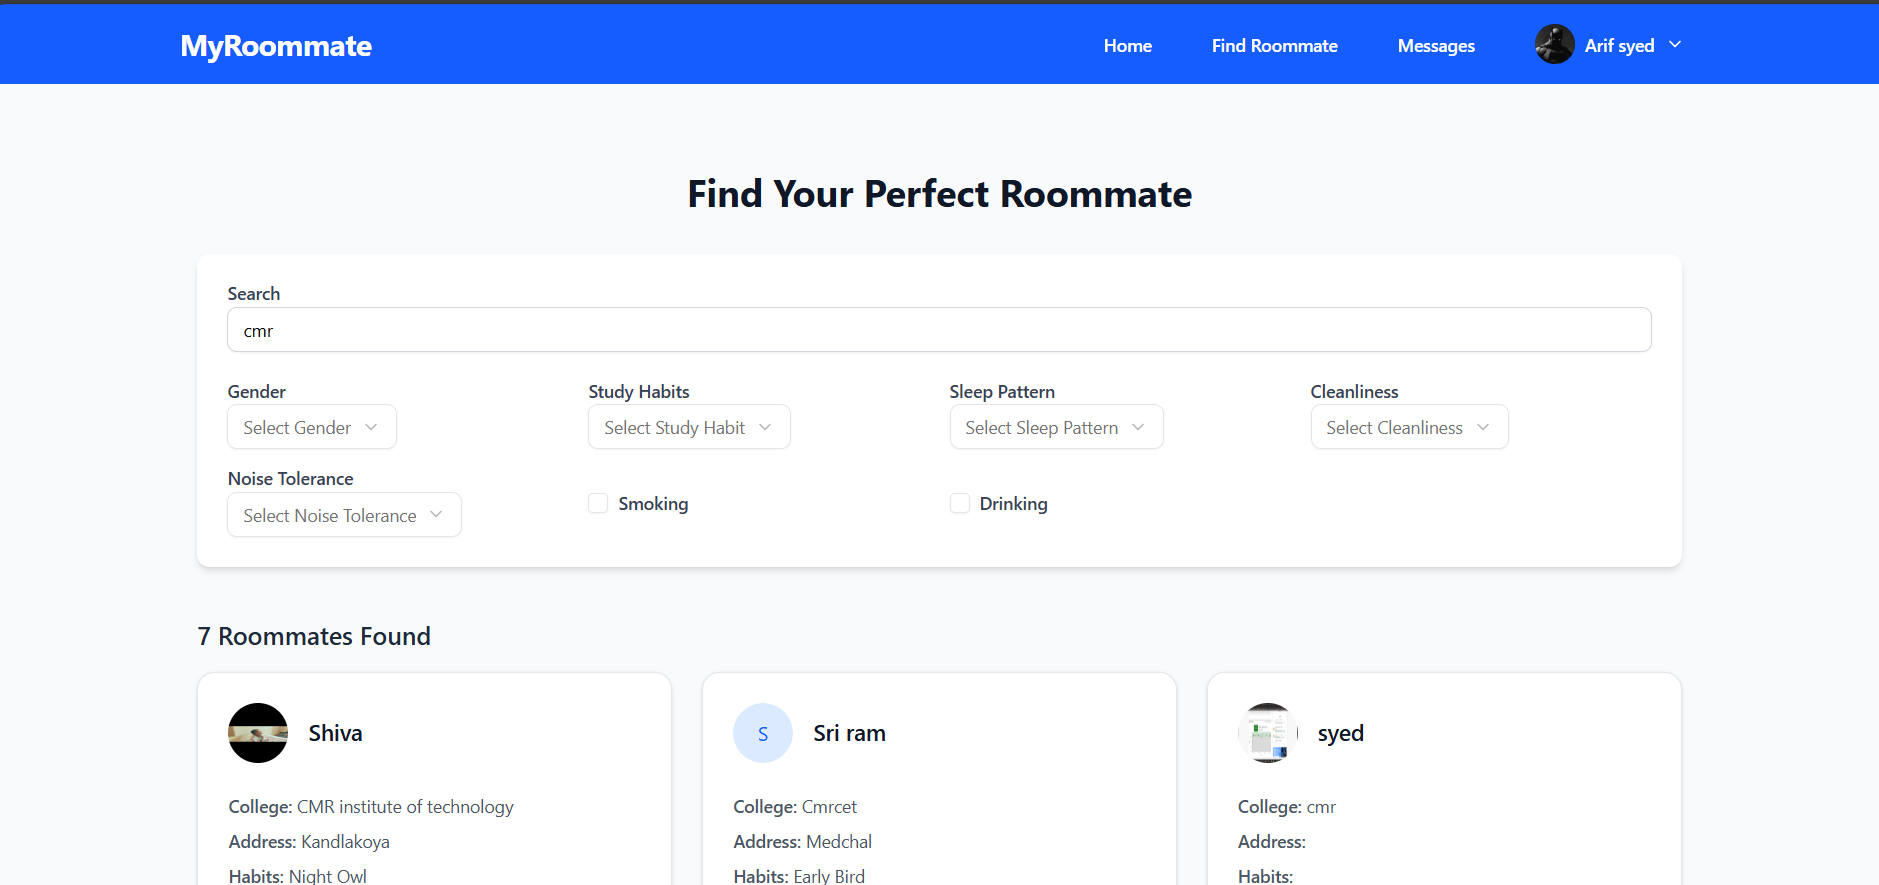 MyRoommate
Home Find Roommate Messages Arif syed
Find Your Perfect Roommate
Search
cmr
Gender Study Habits Sleep Pattern Cleanliness
Select Gender Select Study Habit Select Sleep Pattern Select Cleanliness
Noise Tolerance
Select Noise Tolerance Smoking Drinking
7 Roommates Found
Shiva
College: CMR institute of technology
Address: Kandlakoya
Habits: Night Owl
S Sri ram
College: Cmrcet
Address: Medchal
Habits: Early Bird
syed
College: cmr
Address:
Habits: